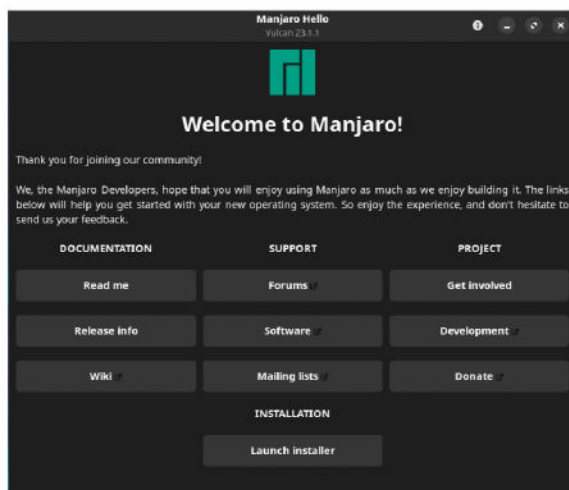 Manjaro Hello
Vulcan 23.1.1
Welcome to Manjaro!
Thank you for joining our community!
We, the Manjaro Developers, hope that you will enjoy using Manjaro as much as we enjoy building it. The links
below will help you get started with your new operating system. So enjoy the experience, and don't hesitate to
send us your feedback.
DOCUMENTATION SUPPORT PROJECT
Read me Forums Get involved
Release info Software Development
Wiki Mailing lists Donate
INSTALLATION
Launch installer